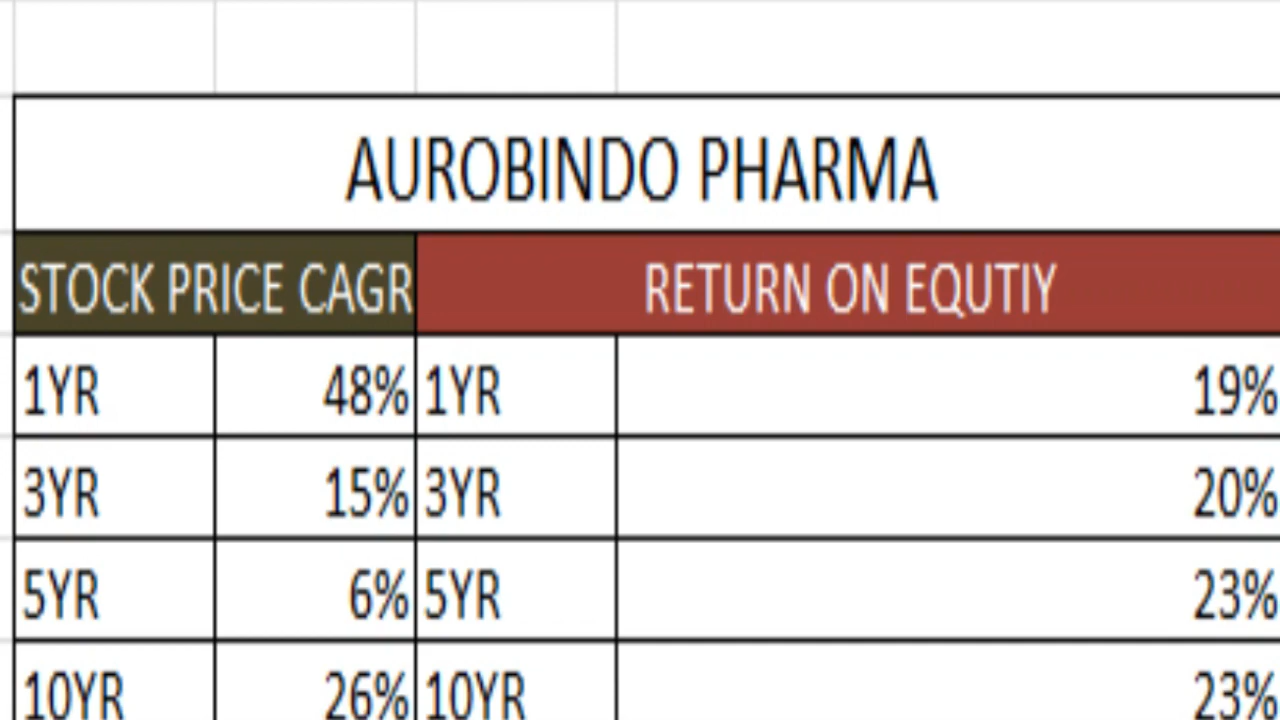 AUROBINDO PHARMA
STOCK PRICE CAGR RETURN ON EQUTIY
1YR 48% 1YR 19%
3YR 15% 3YR 20%
5YR 6% 5YR 23%
10YR 26% 10YR 23%